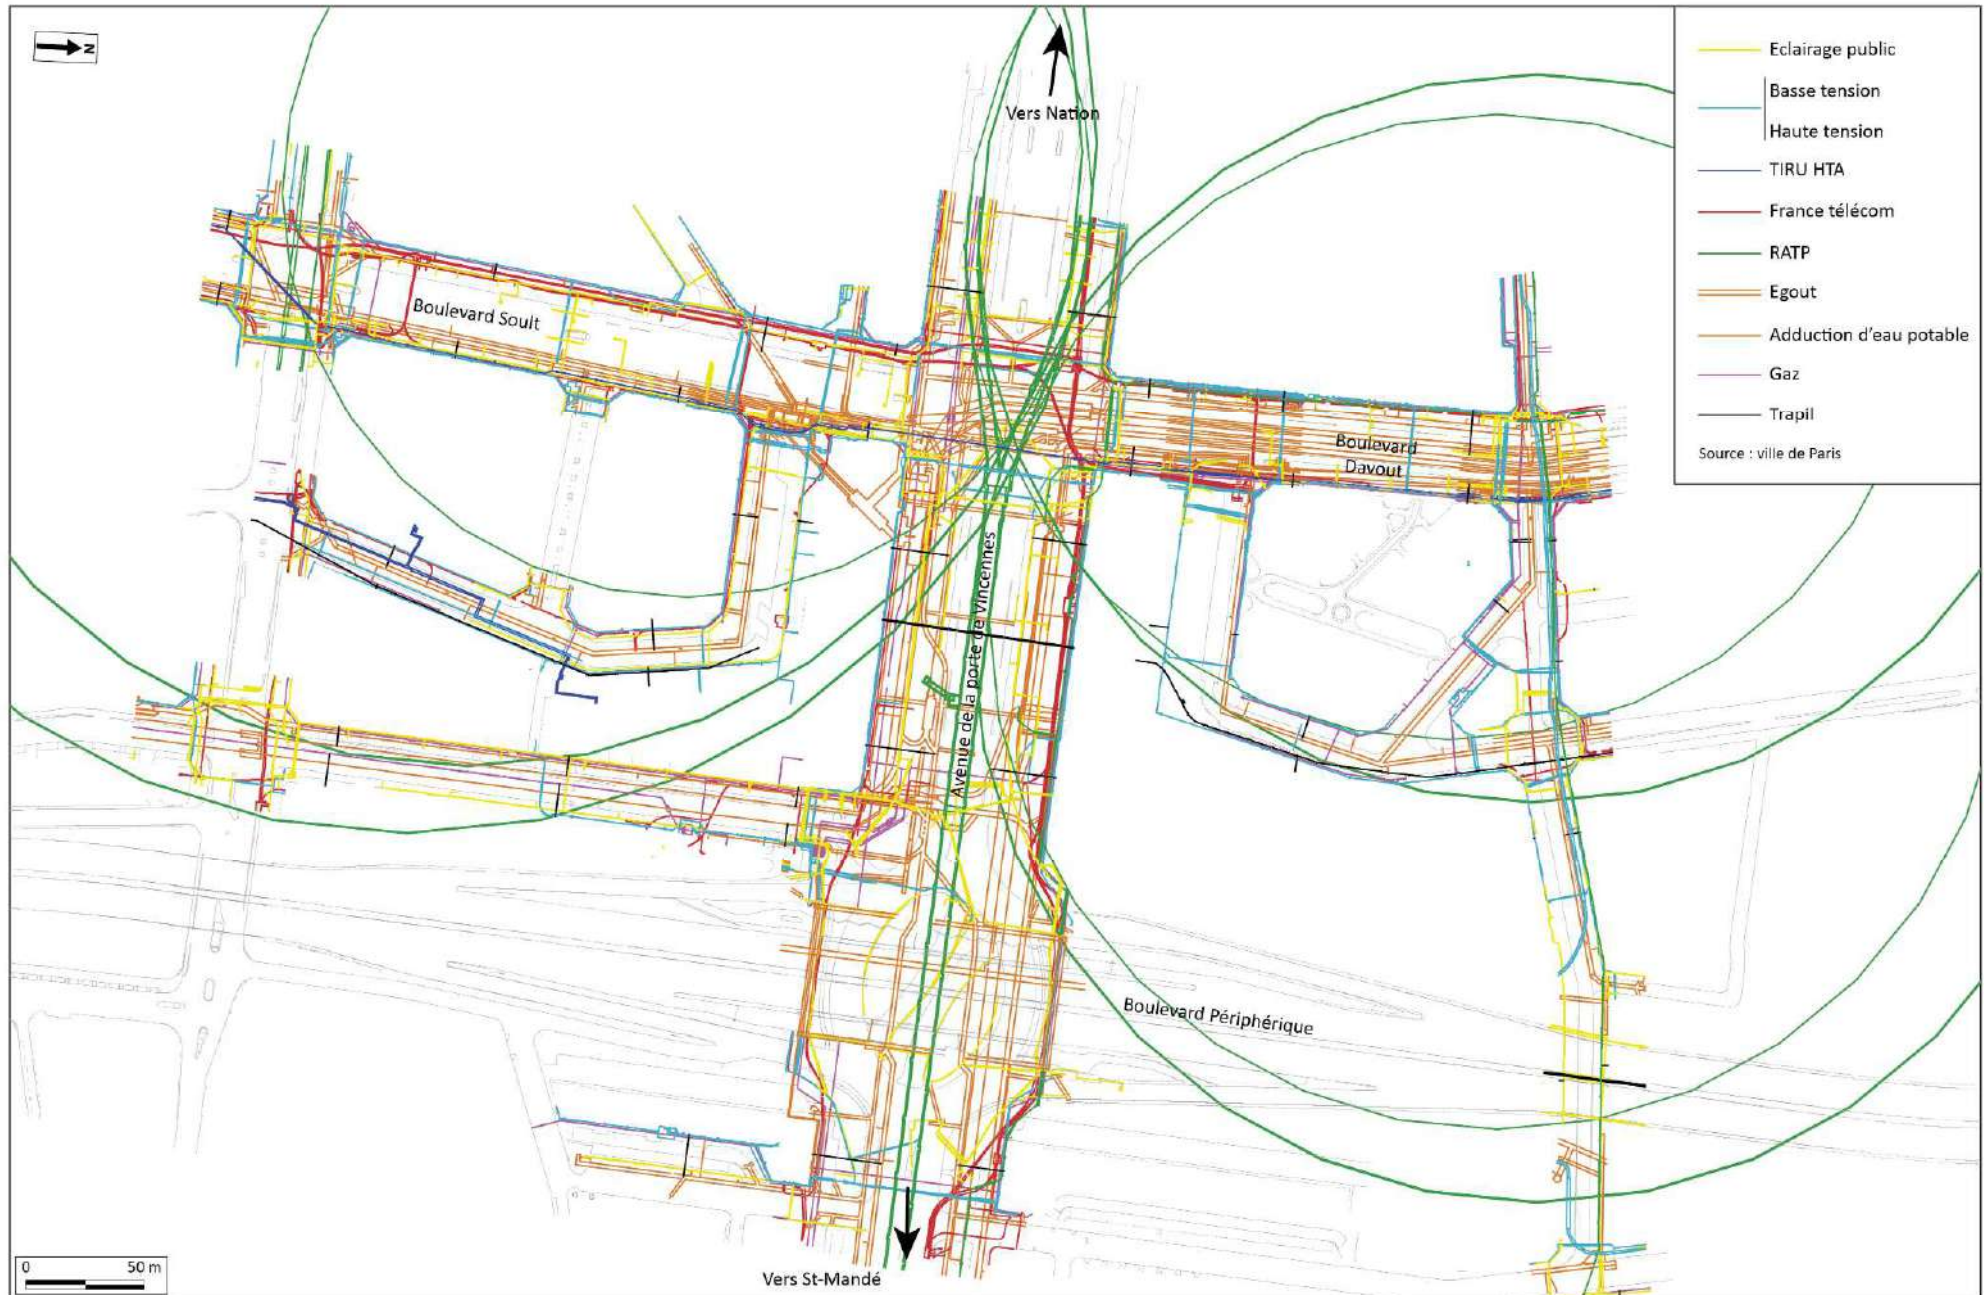 N
Vers Nation
Eclairage public
Basse tension
Haute tension
TIRU HTA
France télécom
RATP
Egout
Adduction d'eau potable
Gaz
Trapil
Source : ville de Paris
Boulevard Soult
Boulevard
Davout
Avenue de la porte de Vincennes
Boulevard Périphérique
0 50 m
Vers St-Mandé